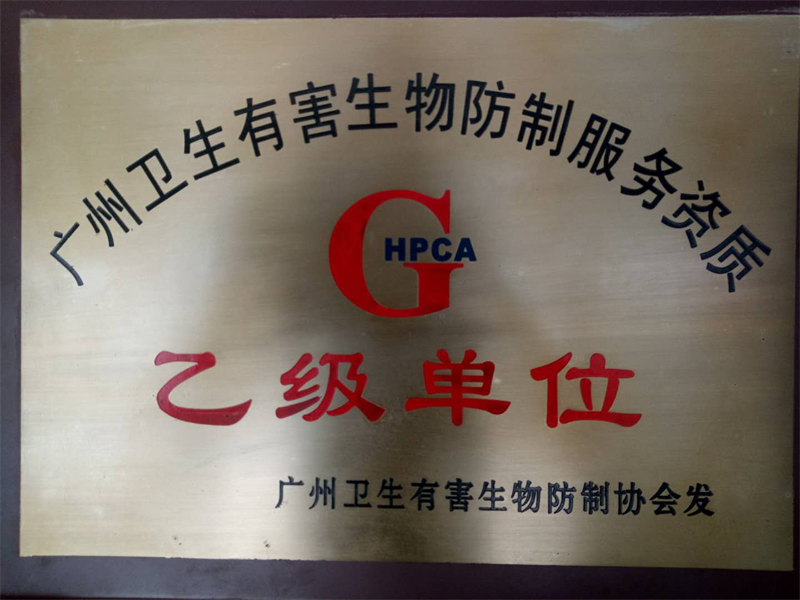 广州卫生有害生物防制服务资质
GHPCA
乙级单位
广州卫生有害生物防制协会发